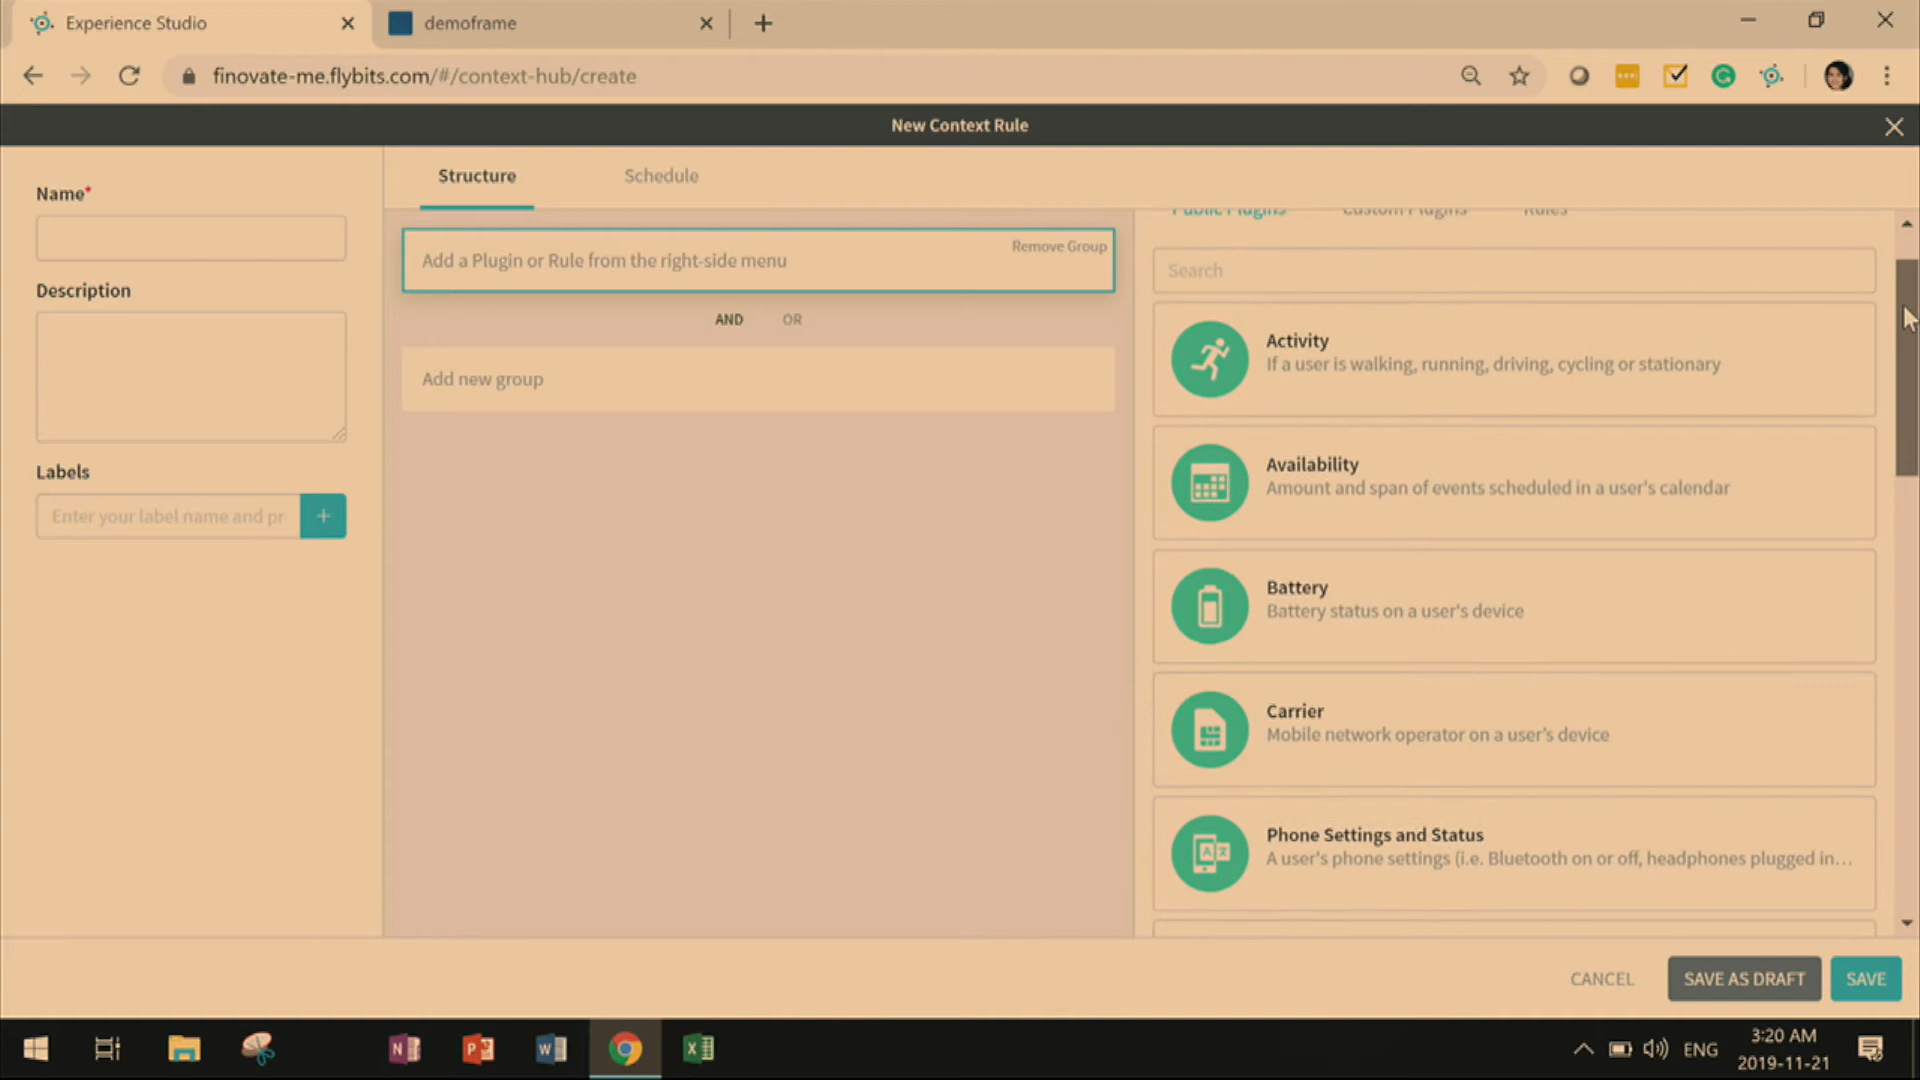 Experience Studio
demoframe
finovate-me.flybits.com/#/context-hub/create
New Context Rule
Structure
Schedule
Name*
Description
Labels
Enter your label name and pr
+
Add a Plugin or Rule from the right-side menu
Remove Group
AND
OR
Add new group
Public Plugins
Custom Plugins
Rules
Search
Activity
If a user is walking, running, driving, cycling or stationary
Availability
Amount and span of events scheduled in a user's calendar
Battery
Battery status on a user's device
Carrier
Mobile network operator on a user's device
Phone Settings and Status
A user's phone settings (i.e. Bluetooth on or off, headphones plugged in...
CANCEL
SAVE AS DRAFT
SAVE
ENG
3:20 AM
2019-11-21